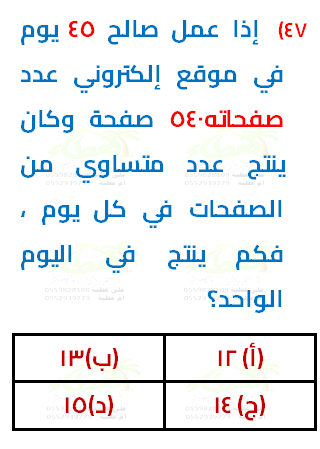 ٤٧) إذا عمل صالح ٤٥ يوم
في موقع إلكتروني عدد
صفحاته٥٤٠ صفحة وكان
ينتج عدد متساوي من
الصفحات في كل يوم ،
فكم ينتج في اليوم
الواحد؟
(أ) ١٢ (ب)١٣
(ج) ١٤ (د)١٥